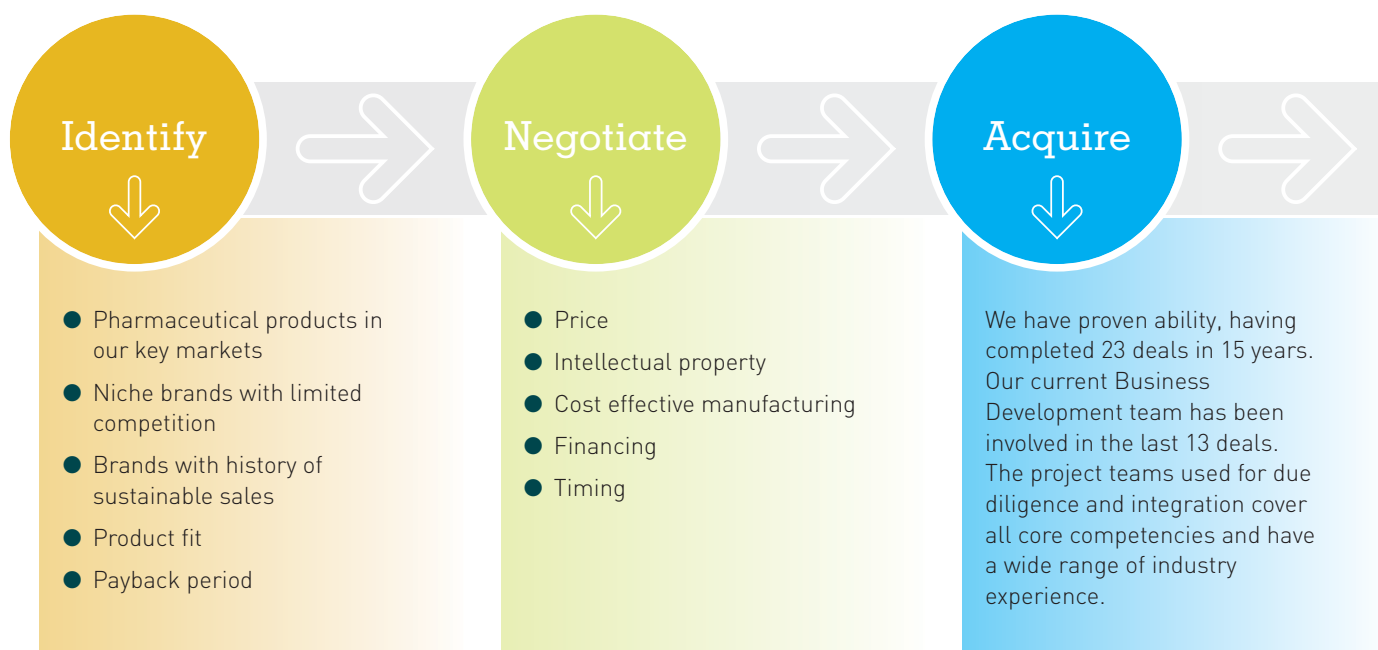 Identify
Negotiate
Acquire
Pharmaceutical products in
our key markets
Niche brands with limited
competition
Brands with history of
sustainable sales
Product fit
Payback period
Price
Intellectual property
Cost effective manufacturing
Financing
Timing
We have proven ability, having
completed 23 deals in 15 years.
Our current Business
Development team has been
involved in the last 13 deals.
The project teams used for due
diligence and integration cover
all core competencies and have
a wide range of industry
experience.